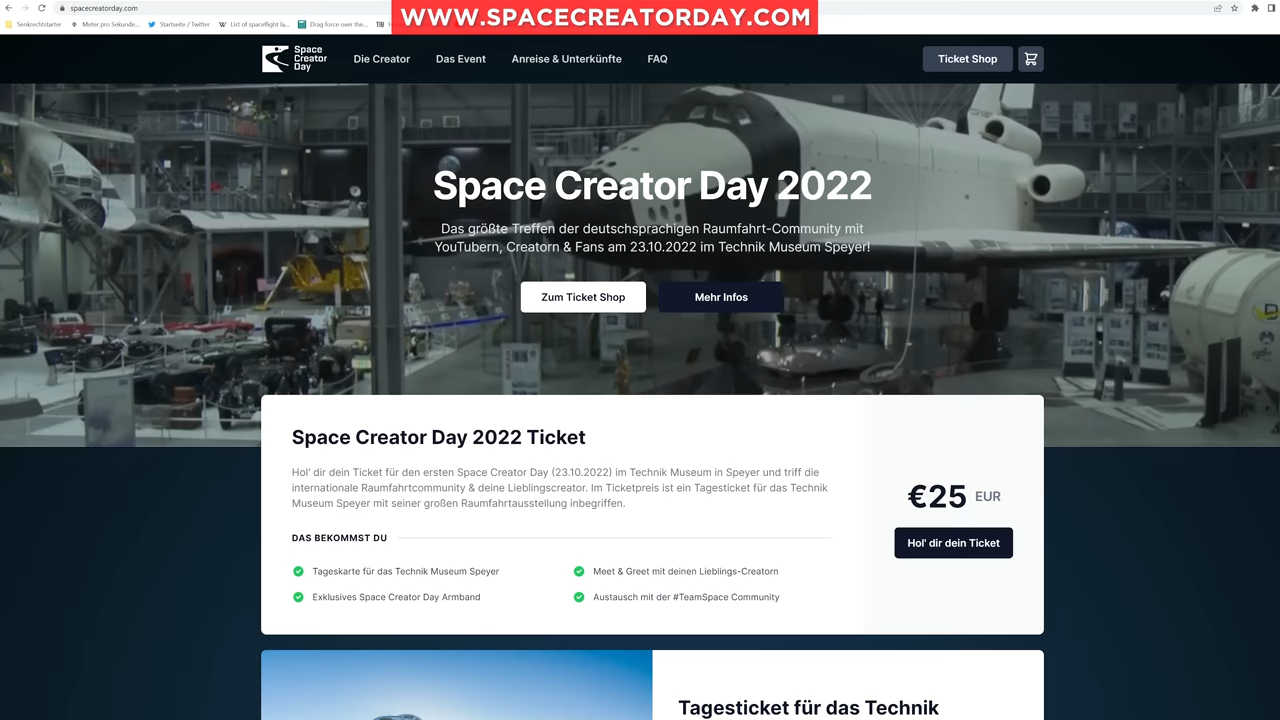 spacecreatorday.com
WWW.SPACECREATORDAY.COM
Senkrechtstarter
Meter pro Sekunde...
Startseite / Twitter
List of spaceflight la...
Drag force over the...
TIB
Space
Creator
Day
Die Creator
Das Event
Anreise & Unterkünfte
FAQ
Ticket Shop
Space Creator Day 2022
Das größte Treffen der deutschsprachigen Raumfahrt-Community mit
YouTubern, Creatorn & Fans am 23.10.2022 im Technik Museum Speyer!
Zum Ticket Shop
Mehr Infos
Space Creator Day 2022 Ticket
Hol' dir dein Ticket für den ersten Space Creator Day (23.10.2022) im Technik Museum in Speyer und triff die
internationale Raumfahrtcommunity & deine Lieblingscreator. Im Ticketpreis ist ein Tagesticket für das Technik
Museum Speyer mit seiner großen Raumfahrtausstellung inbegriffen.
€25 EUR
Hol' dir dein Ticket
DAS BEKOMMST DU
Tageskarte für das Technik Museum Speyer
Meet & Greet mit deinen Lieblings-Creatorn
Exklusives Space Creator Day Armband
Austausch mit der #TeamSpace Community
Tagesticket für das Technik